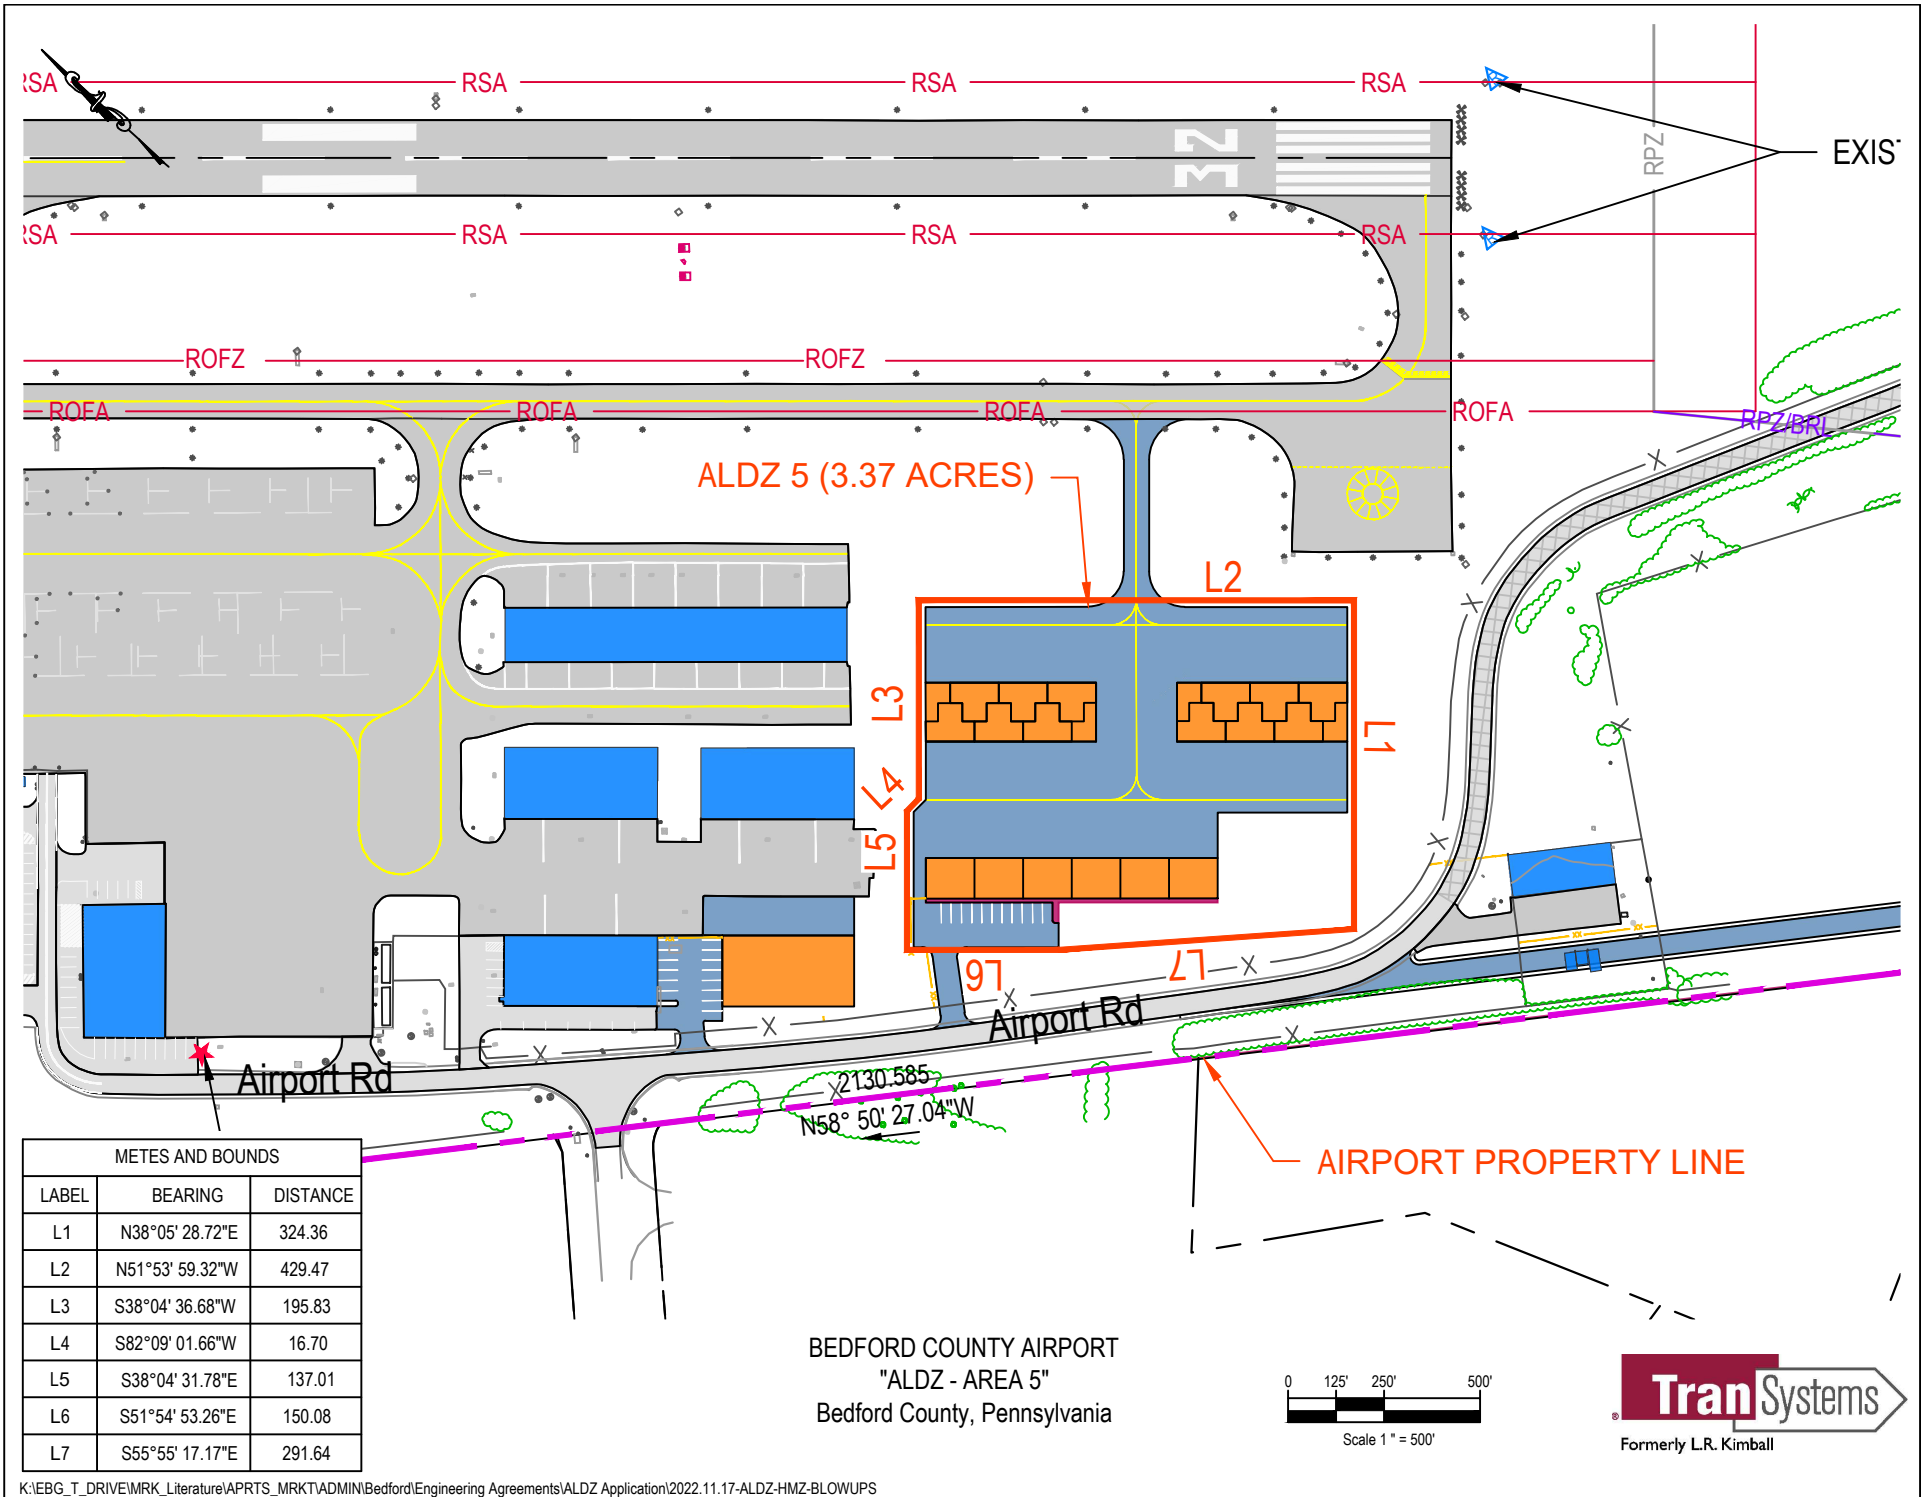 RSA
RSA
RSA
RSA
EXIS
RPZ
32
RSA
RSA
RSA
RSA
ROFZ
ROFZ
ROFA
ROFA
ROFA
ROFA
RPZ/BRL
ALDZ 5 (3.37 ACRES)
L2
L3
L1
L4
L5
L6
L7
Airport Rd
Airport Rd
2130.585
N58° 50' 27.04"W
AIRPORT PROPERTY LINE
METES AND BOUNDS
LABEL BEARING DISTANCE
L1 N38°05' 28.72"E 324.36
L2 N51°53' 59.32"W 429.47
L3 S38°04' 36.68"W 195.83
L4 S82°09' 01.66"W 16.70
L5 S38°04' 31.78"E 137.01
L6 S51°54' 53.26"E 150.08
L7 S55°55' 17.17"E 291.64
BEDFORD COUNTY AIRPORT
"ALDZ - AREA 5"
Bedford County, Pennsylvania
0 125' 250' 500'
Scale 1 " = 500'
TranSystems
®
Formerly L.R. Kimball
K:\EBG_T_DRIVE\MRK_Literature\APRTS_MRKT\ADMIN\Bedford\Engineering Agreements\ALDZ Application\2022.11.17-ALDZ-HMZ-BLOWUPS